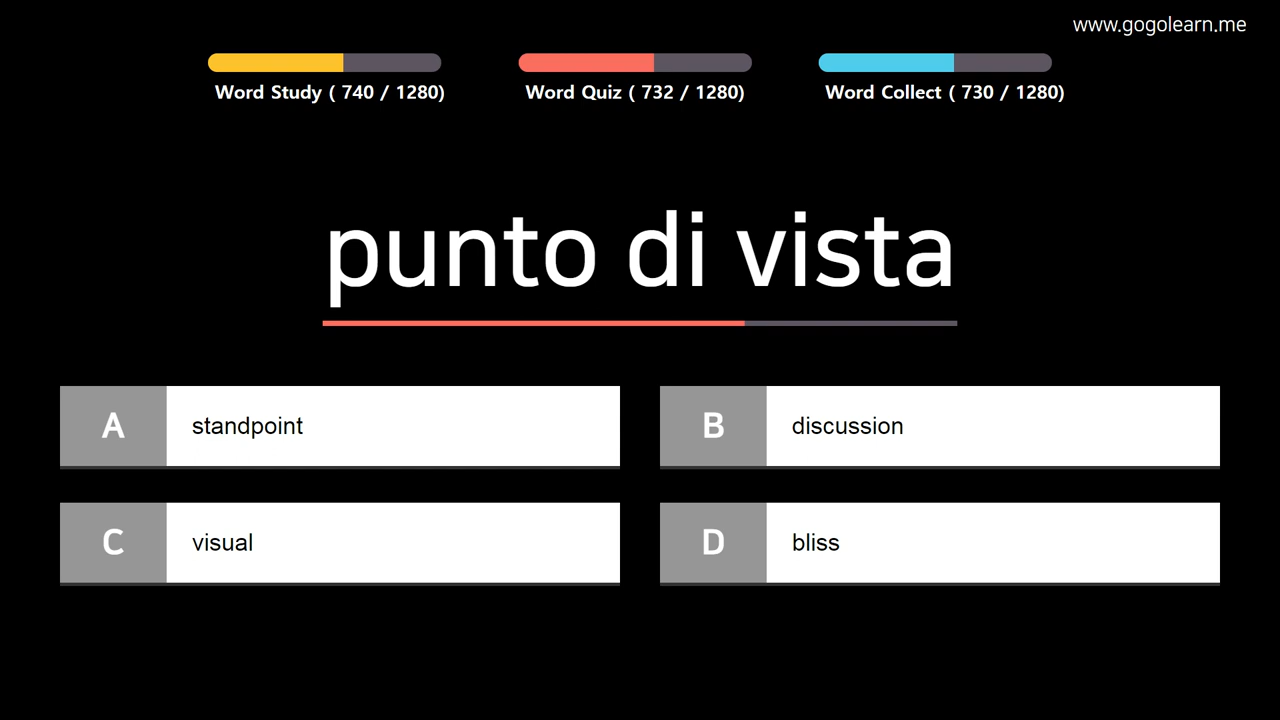 www.gogolearn.me
Word Study ( 740 / 1280)
Word Quiz ( 732 / 1280)
Word Collect ( 730 / 1280)
punto di vista
A
standpoint
B
discussion
C
visual
D
bliss